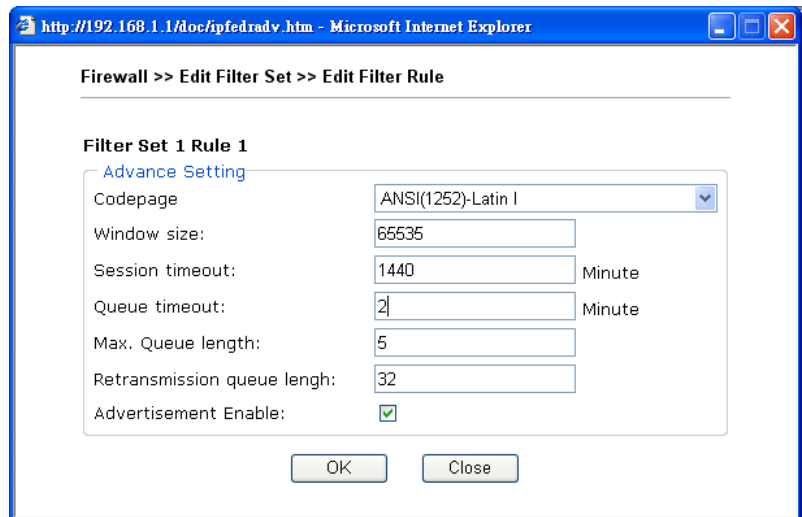 http://192.168.1.1/doc/ipfedradv.htm - Microsoft Internet Explorer
Firewall >> Edit Filter Set >> Edit Filter Rule
Filter Set 1 Rule 1
Advance Setting
Codepage ANSI(1252)-Latin I
Window size: 65535
Session timeout: 1440 Minute
Queue timeout: 2 Minute
Max. Queue length: 5
Retransmission queue lengh: 32
Advertisement Enable:
OK Close